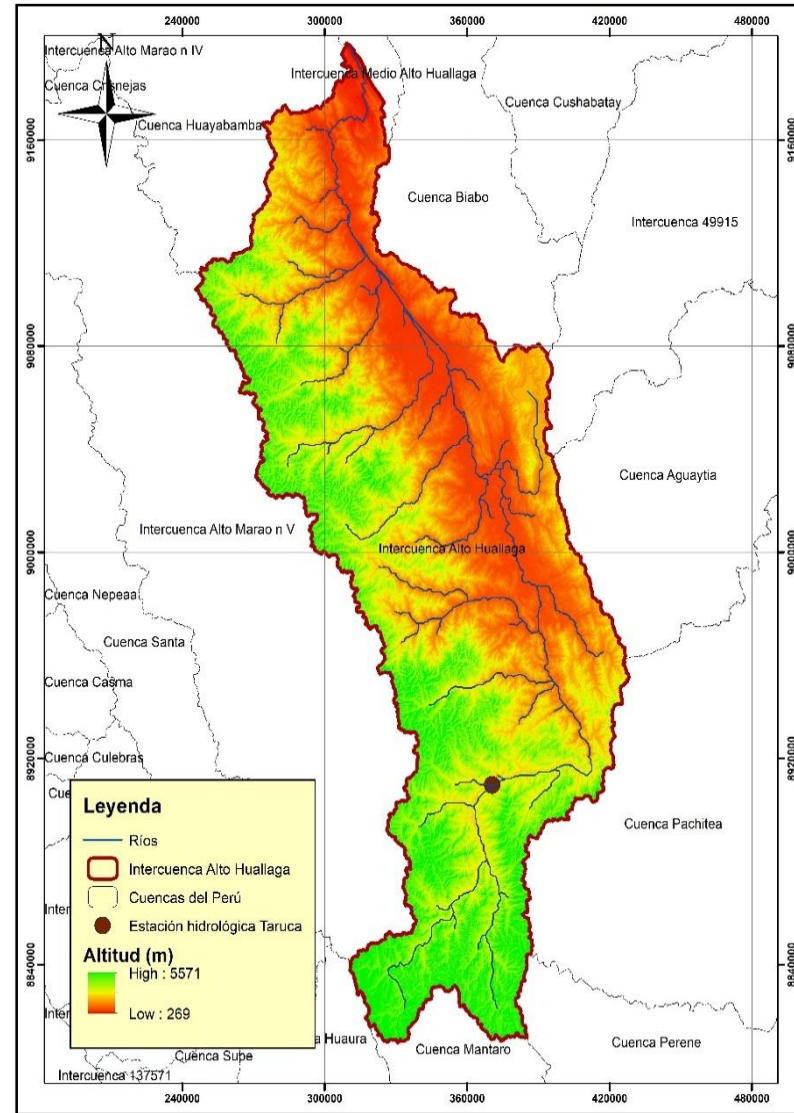 240000 300000 360000 420000 480000
N
Intercuenca Alto Marao n IV
Intercuenca Medio Alto Huallaga
Cuenca Crisnejas
Cuenca Cushabatay
Cuenca Huayabamba
9160000
9160000
Cuenca Biabo
Intercuenca 49915
9080000
9080000
Cuenca Aguaytia
Intercuenca Alto Marao n V
Intercuenca Alto Huallaga
9000000
9000000
Cuenca Nepeaa
Cuenca Santa
Cuenca Casma
Cuenca Culebras
8920000
8920000
Cuenca Pachitea
Leyenda
Ríos
Intercuenca Alto Huallaga
Cuencas del Perú
Estación hidrológica Taruca
Altitud (m)
High : 5571
Low : 269
8840000
8840000
Huaura
Cuenca Mantaro
Cuenca Perene
Cuenca Supe
Intercuenca 137571
240000 300000 360000 420000 480000